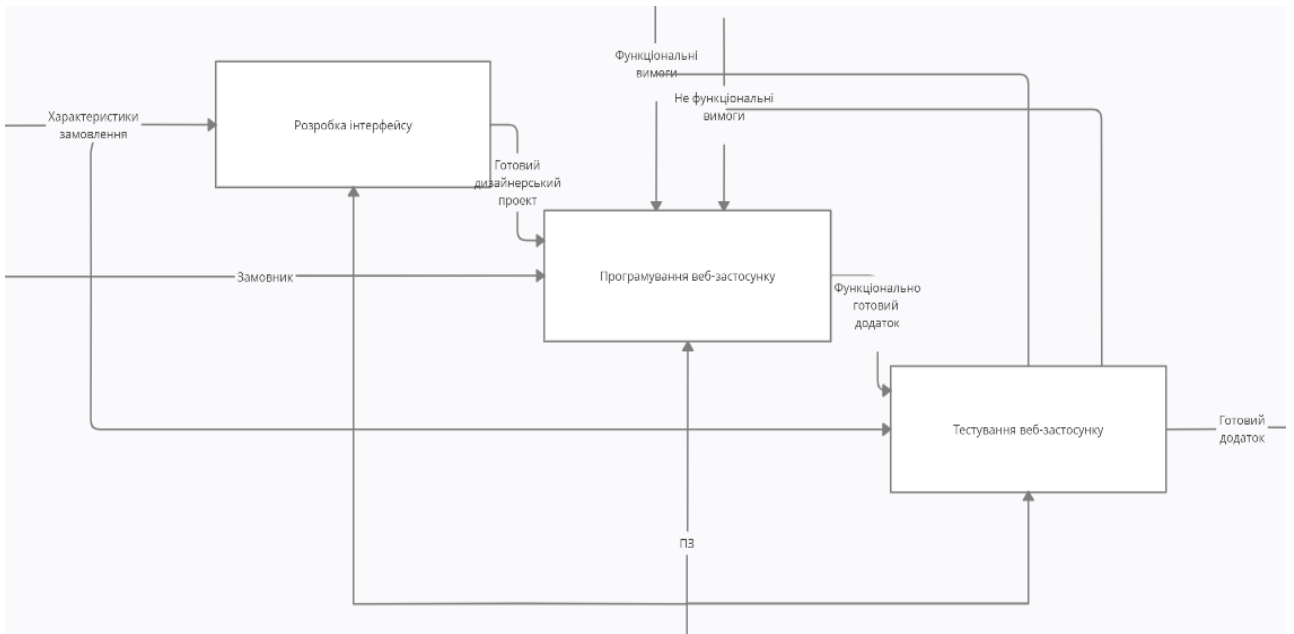 Функціональні
вимоги
Не функціональні
вимоги
Характеристики
замовлення
Розробка інтерфейсу
Готовий
дизайнерський
проект
Замовник
Програмування веб-застосунку
Функціонально
готовий
додаток
Тестування веб-застосунку
Готовий
додаток
ПЗ